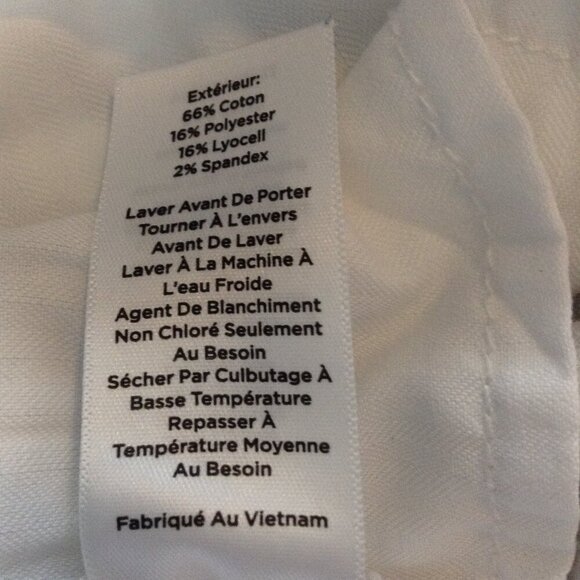 Extérieur:
66% Coton
16% Polyester
16% Lyocell
2% Spandex
Laver Avant De Porter
Tourner À L'envers
Avant De Laver
Laver À La Machine À
L'eau Froide
Agent De Blanchiment
Non Chloré Seulement
Au Besoin
Sécher Par Culbutage À
Basse Température
Repasser À
Température Moyenne
Au Besoin
Fabriqué Au Vietnam